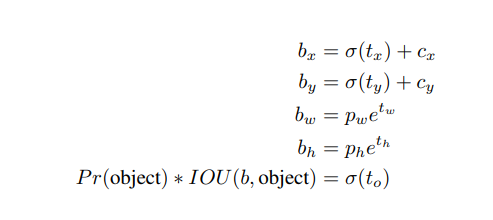 b_x = σ(t_x) + c_x
b_y = σ(t_y) + c_y
b_w = p_w e^{t_w}
b_h = p_h e^{t_h}
Pr(object) * IOU(b, object) = σ(t_o)